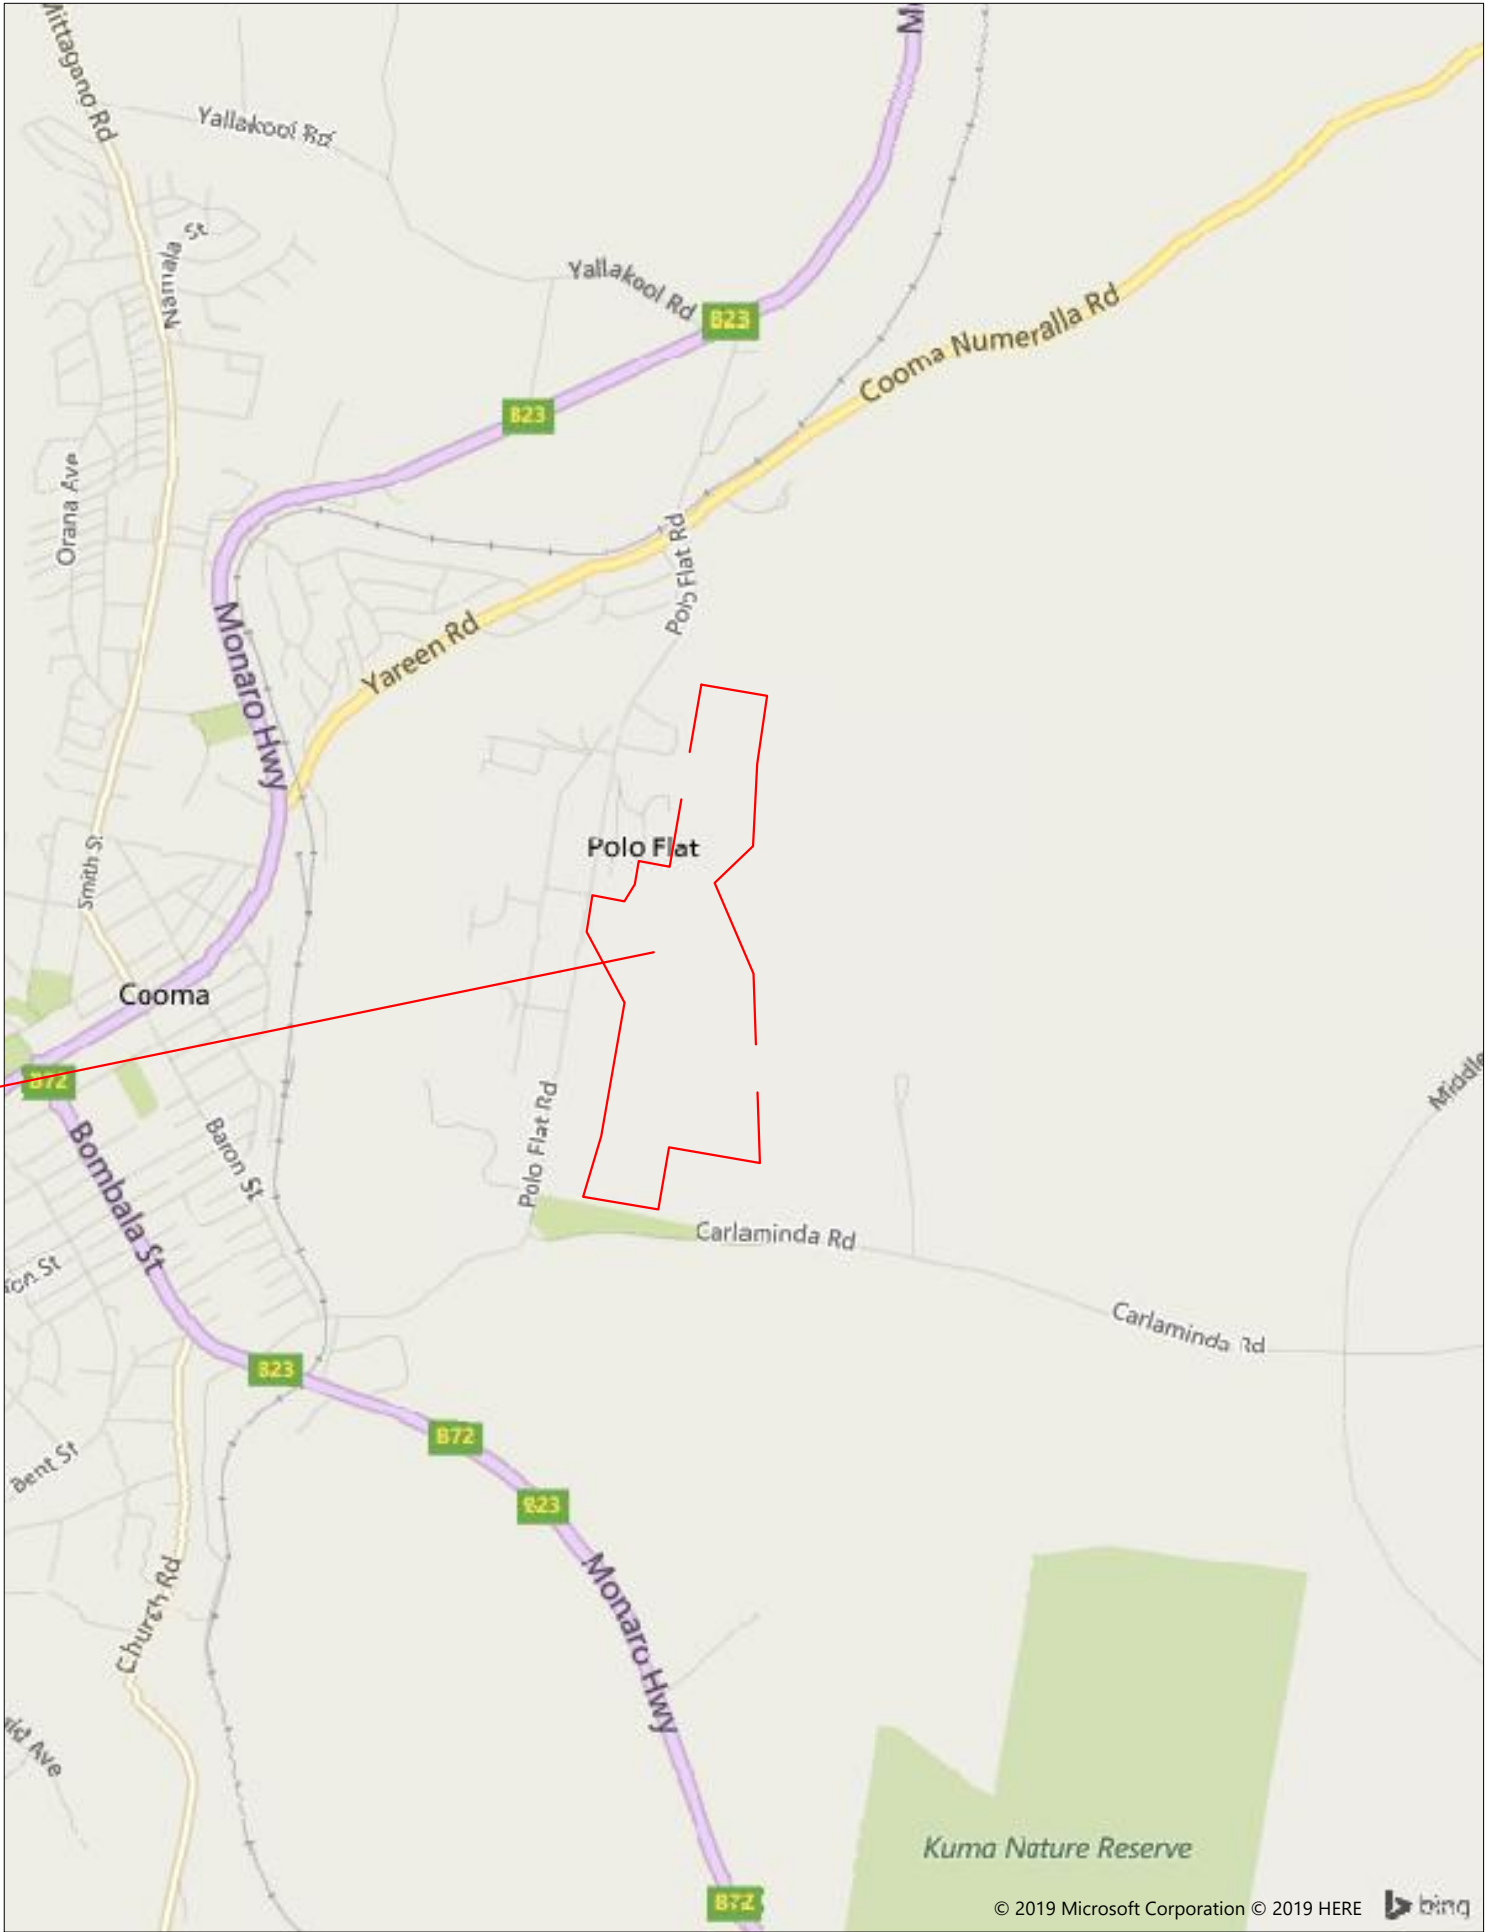 Mittagang Rd
M
Yallakool Rd
Namala St
Yallakool Rd
B23
Cooma Numeralla Rd
B23
Orana Ave
Polo Flat Rd
Monaro Hwy
Yareen Rd
Polo Flat
Smith St
Cooma
B72
Middle
Baron St
Bombala St
Polo Flat Rd
Carlaminda Rd
Carlaminda Rd
B23
B72
B23
Bent St
Church Rd
Monaro Hwy
Ave
Kuma Nature Reserve
B72
© 2019 Microsoft Corporation © 2019 HERE
bing